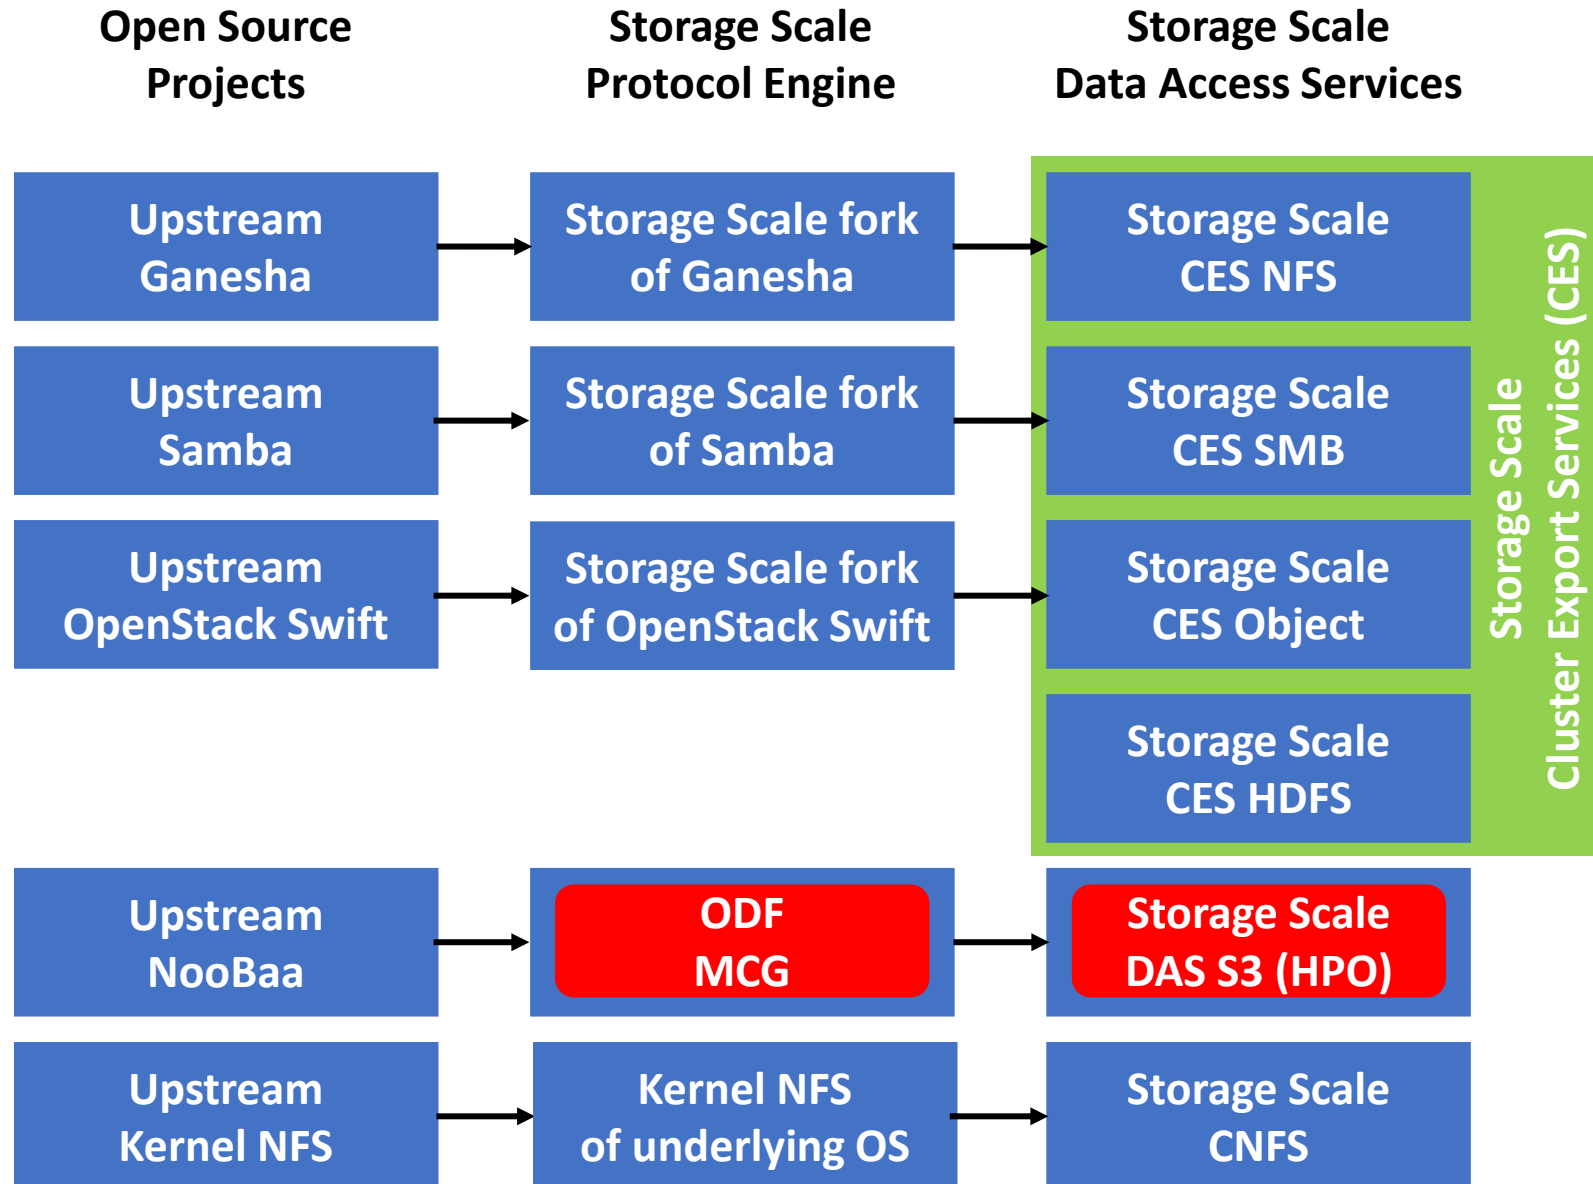 Open Source
Projects
Storage Scale
Protocol Engine
Storage Scale
Data Access Services
Upstream
Ganesha
Storage Scale fork
of Ganesha
Storage Scale
CES NFS
Upstream
Samba
Storage Scale fork
of Samba
Storage Scale
CES SMB
Upstream
OpenStack Swift
Storage Scale fork
of OpenStack Swift
Storage Scale
CES Object
Storage Scale
CES HDFS
Storage Scale
Cluster Export Services (CES)
Upstream
NooBaa
ODF
MCG
Storage Scale
DAS S3 (HPO)
Upstream
Kernel NFS
Kernel NFS
of underlying OS
Storage Scale
CNFS